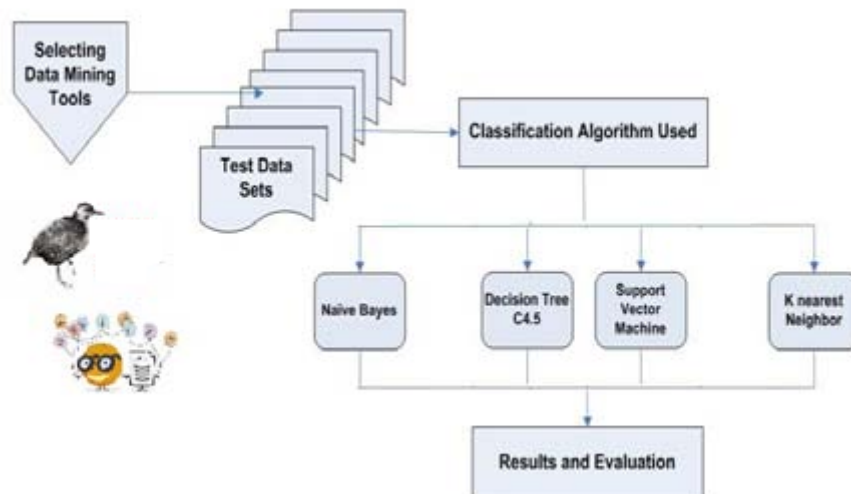 Selecting
Data Mining
Tools
Test Data
Sets
Classification Algorithm Used
Naïve Bayes
Decision Tree
C4.5
Support
Vector
Machine
K nearest
Neighbor
Results and Evaluation